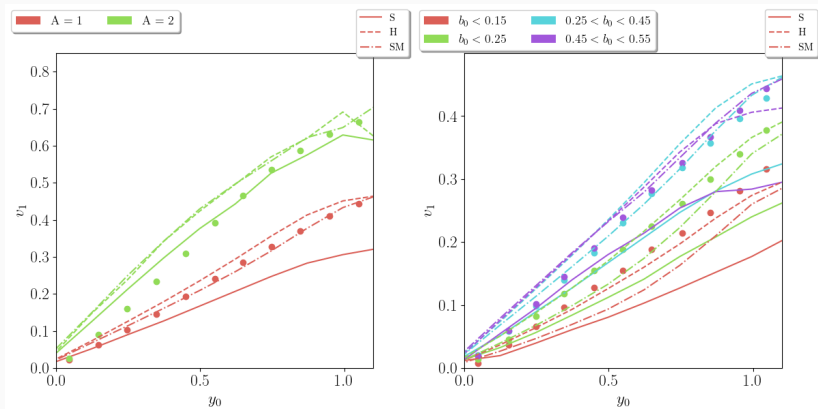 A = 1
A = 2
S
H
SM
0.8
0.7
0.6
0.5
0.4
0.3
0.2
0.1
0.0
v₁
0.0
0.5
1.0
y₀
b₀ < 0.15
b₀ < 0.25
0.25 < b₀ < 0.45
0.45 < b₀ < 0.55
S
H
SM
0.4
0.3
0.2
0.1
0.0
v₁
0.0
0.5
1.0
y₀